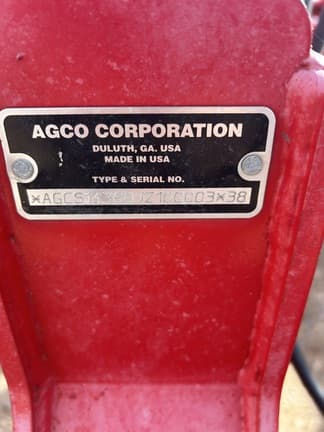 AGCO CORPORATION
DULUTH, GA. USA
MADE IN USA
TYPE & SERIAL NO.